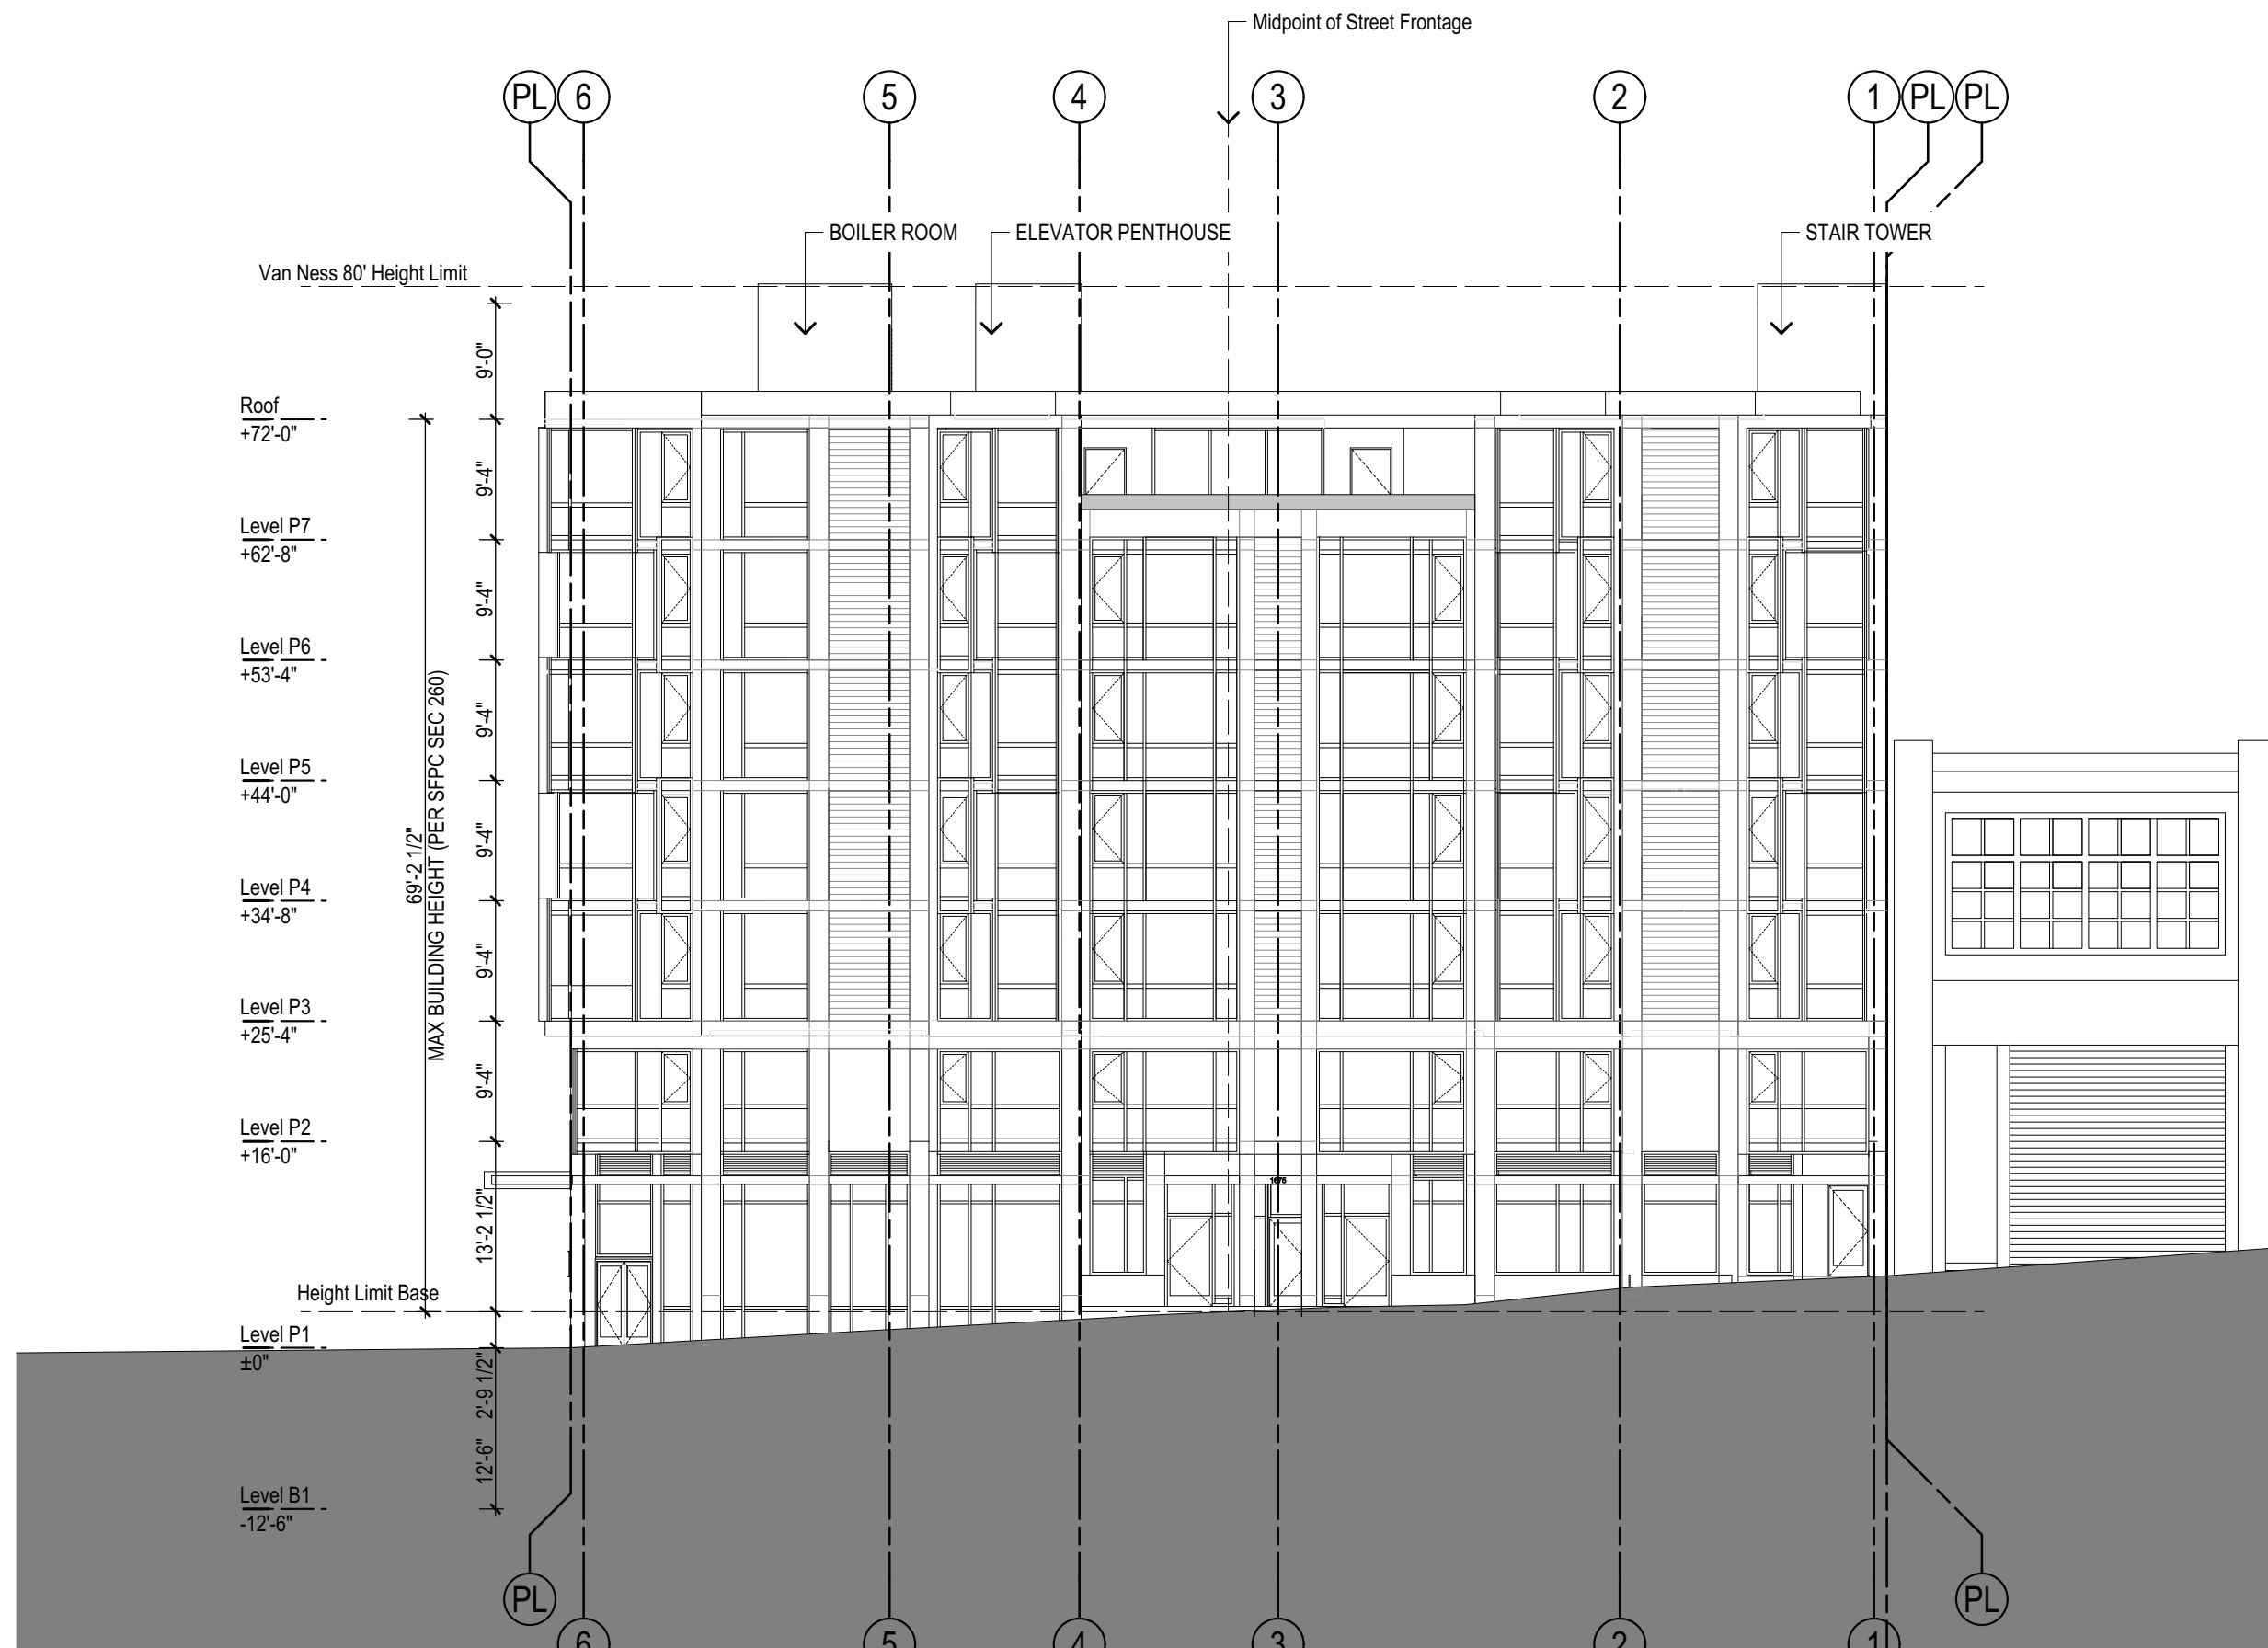 Midpoint of Street Frontage
PL 6 5 4 3 2 1 PL PL
BOILER ROOM ELEVATOR PENTHOUSE STAIR TOWER
Van Ness 80' Height Limit
9'-0"
Roof
+72'-0"
9'-4"
Level P7
+62'-8"
9'-4"
Level P6
+53'-4"
9'-4"
Level P5
+44'-0"
9'-4"
69'-2 1/2"
MAX BUILDING HEIGHT (PER SFPC SEC 260)
Level P4
+34'-8"
9'-4"
Level P3
+25'-4"
9'-4"
Level P2
+16'-0"
1675
13'-2 1/2"
Height Limit Base
Level P1
±0"
2'-9 1/2"
12'-6"
Level B1
-12'-6"
PL PL
6 5 4 3 2 1